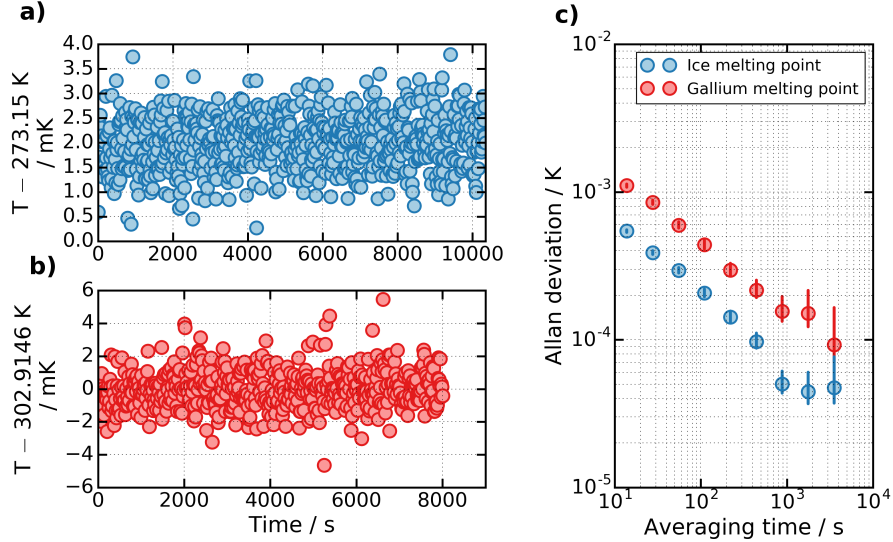 a)
T − 273.15 K
/ mK
4.0
3.5
3.0
2.5
2.0
1.5
1.0
0.5
0.0
0 2000 4000 6000 8000 10000
b)
T − 302.9146 K
/ mK
6
4
2
0
−2
−4
−6
0 2000 4000 6000 8000
Time / s
c)
Allan deviation / K
10⁻²
10⁻³
10⁻⁴
10⁻⁵
Ice melting point
Gallium melting point
10¹ 10² 10³ 10⁴
Averaging time / s